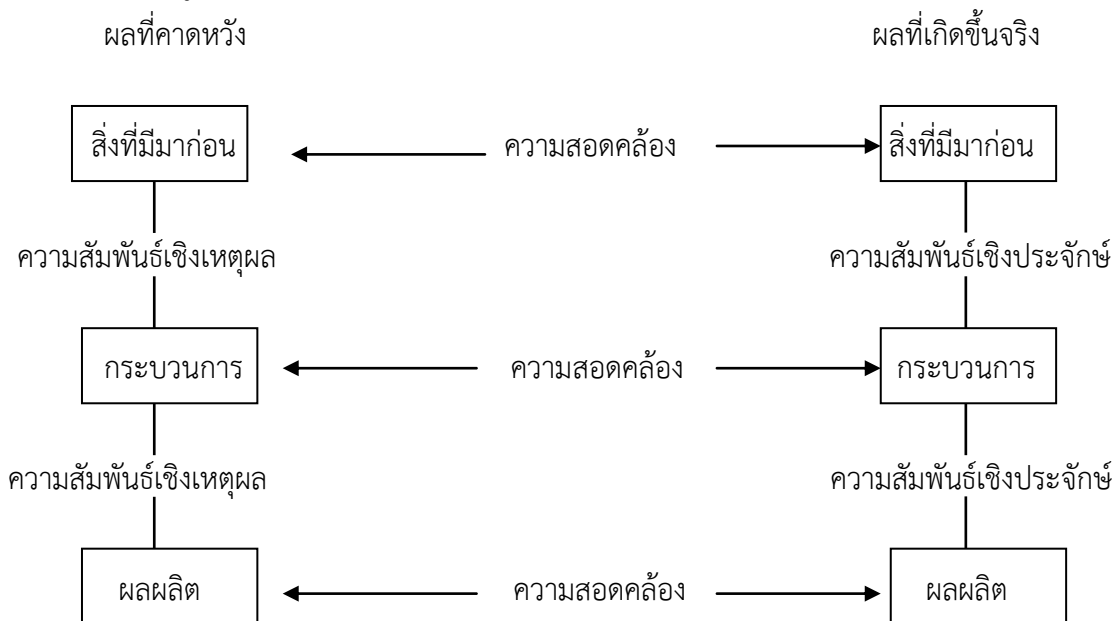 ผลที่คาดหวัง ผลที่เกิดขึ้นจริง
สิ่งที่มีมาก่อน ความสอดคล้อง สิ่งที่มีมาก่อน
ความสัมพันธ์เชิงเหตุผล ความสัมพันธ์เชิงประจักษ์
กระบวนการ ความสอดคล้อง กระบวนการ
ความสัมพันธ์เชิงเหตุผล ความสัมพันธ์เชิงประจักษ์
ผลผลิต ความสอดคล้อง ผลผลิต